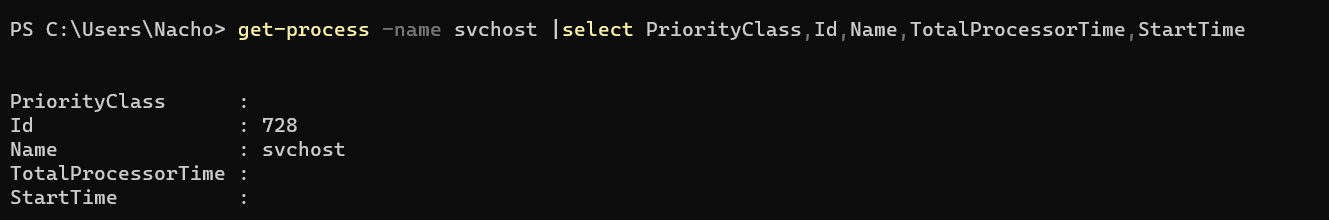 PS C:\Users\Nacho> get-process -name svchost |select PriorityClass,Id,Name,TotalProcessorTime,StartTime
PriorityClass      :
Id                 : 728
Name               : svchost
TotalProcessorTime :
StartTime          :